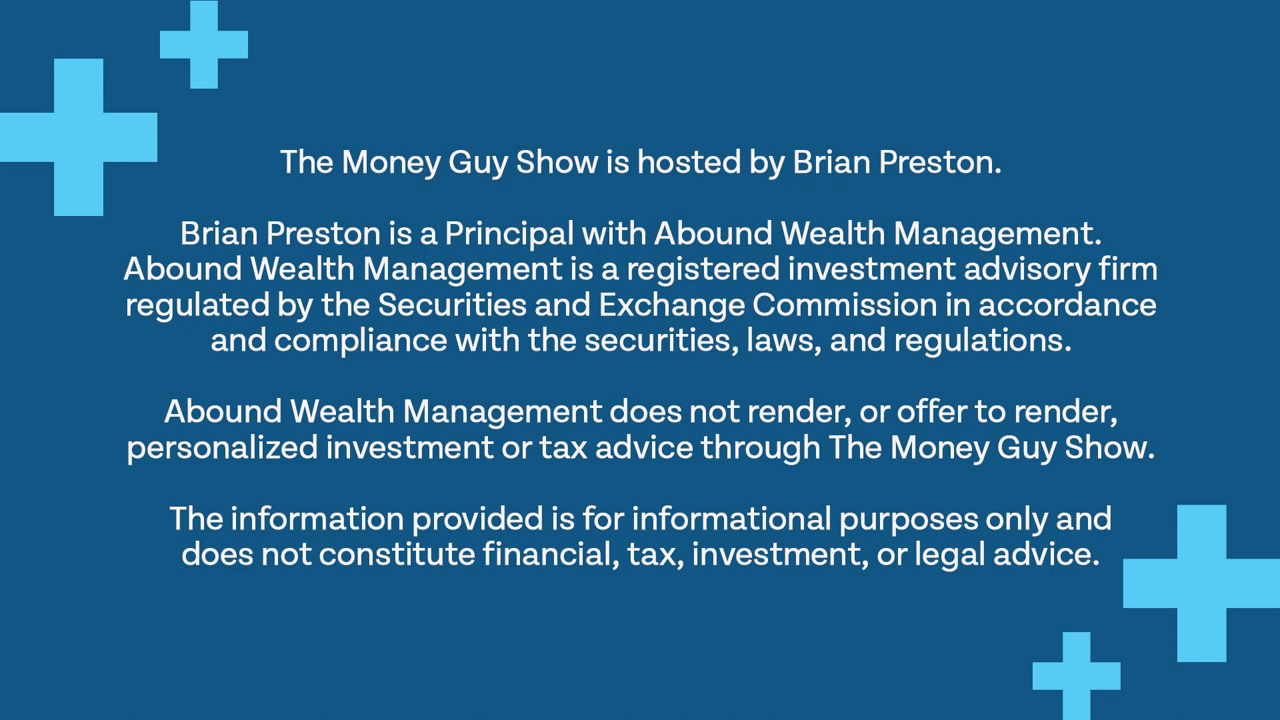 The Money Guy Show is hosted by Brian Preston.
Brian Preston is a Principal with Abound Wealth Management.
Abound Wealth Management is a registered investment advisory firm
regulated by the Securities and Exchange Commission in accordance
and compliance with the securities, laws, and regulations.
Abound Wealth Management does not render, or offer to render,
personalized investment or tax advice through The Money Guy Show.
The information provided is for informational purposes only and
does not constitute financial, tax, investment, or legal advice.